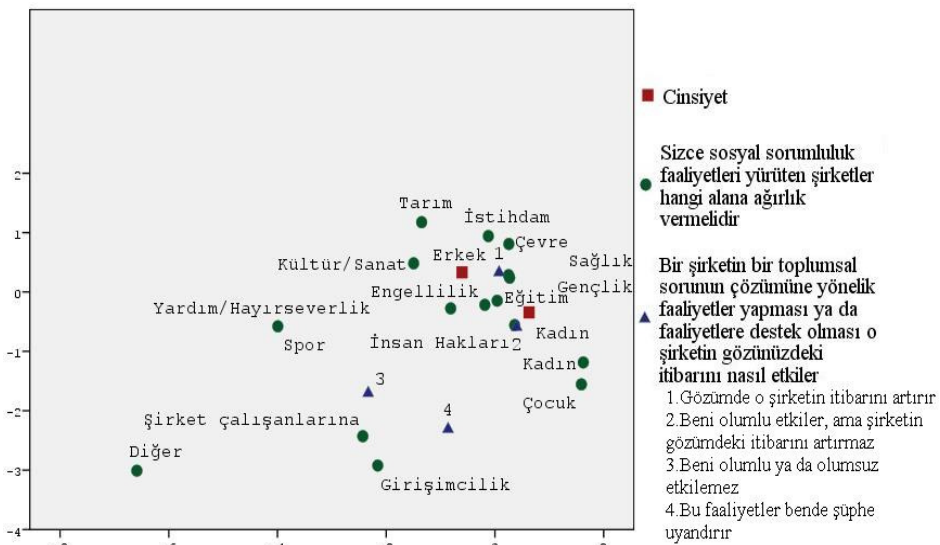 2
1
0
-1
-2
-3
-4
Tarım
İstihdam
Çevre
Erkek 1
Sağlık
Kültür/Sanat
Gençlik
Engellilik
Eğitim
Yardım/Hayırseverlik
İnsan Hakları 2
Kadın
Spor
Kadın
3
Çocuk
4
Şirket çalışanlarına
Diğer
Girişimcilik
Cinsiyet
Sizce sosyal sorumluluk
faaliyetleri yürüten şirketler
hangi alana ağırlık
vermelidir
Bir şirketin bir toplumsal
sorunun çözümüne yönelik
faaliyetler yapması ya da
faaliyetlere destek olması o
şirketin gözünüzdeki
itibarını nasıl etkiler
1.Gözümde o şirketin itibarını artırır
2.Beni olumlu etkiler, ama şirketin
gözümdeki itibarını artırmaz
3.Beni olumlu ya da olumsuz
etkilemez
4.Bu faaliyetler bende şüphe
uyandırır